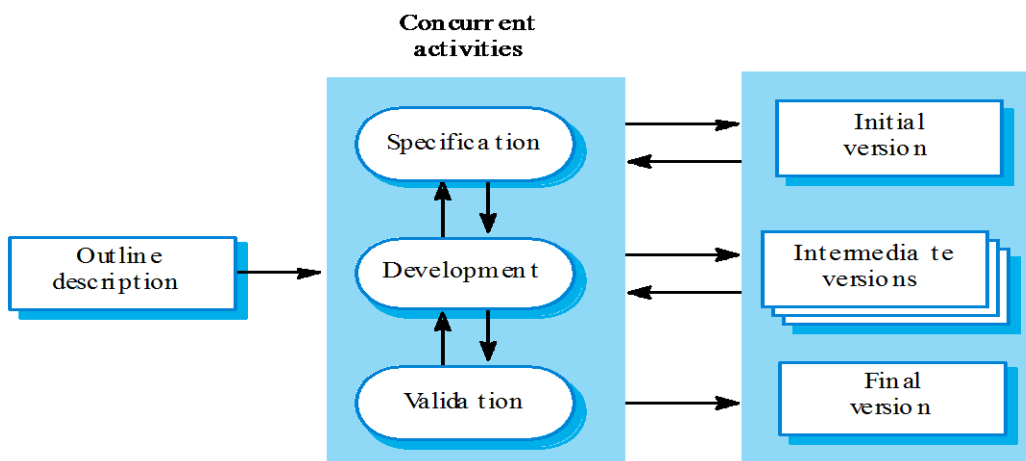 Concurrent
activities
Specification
Initial
version
Outline
description
Development
Intermediate
versions
Validation
Final
version